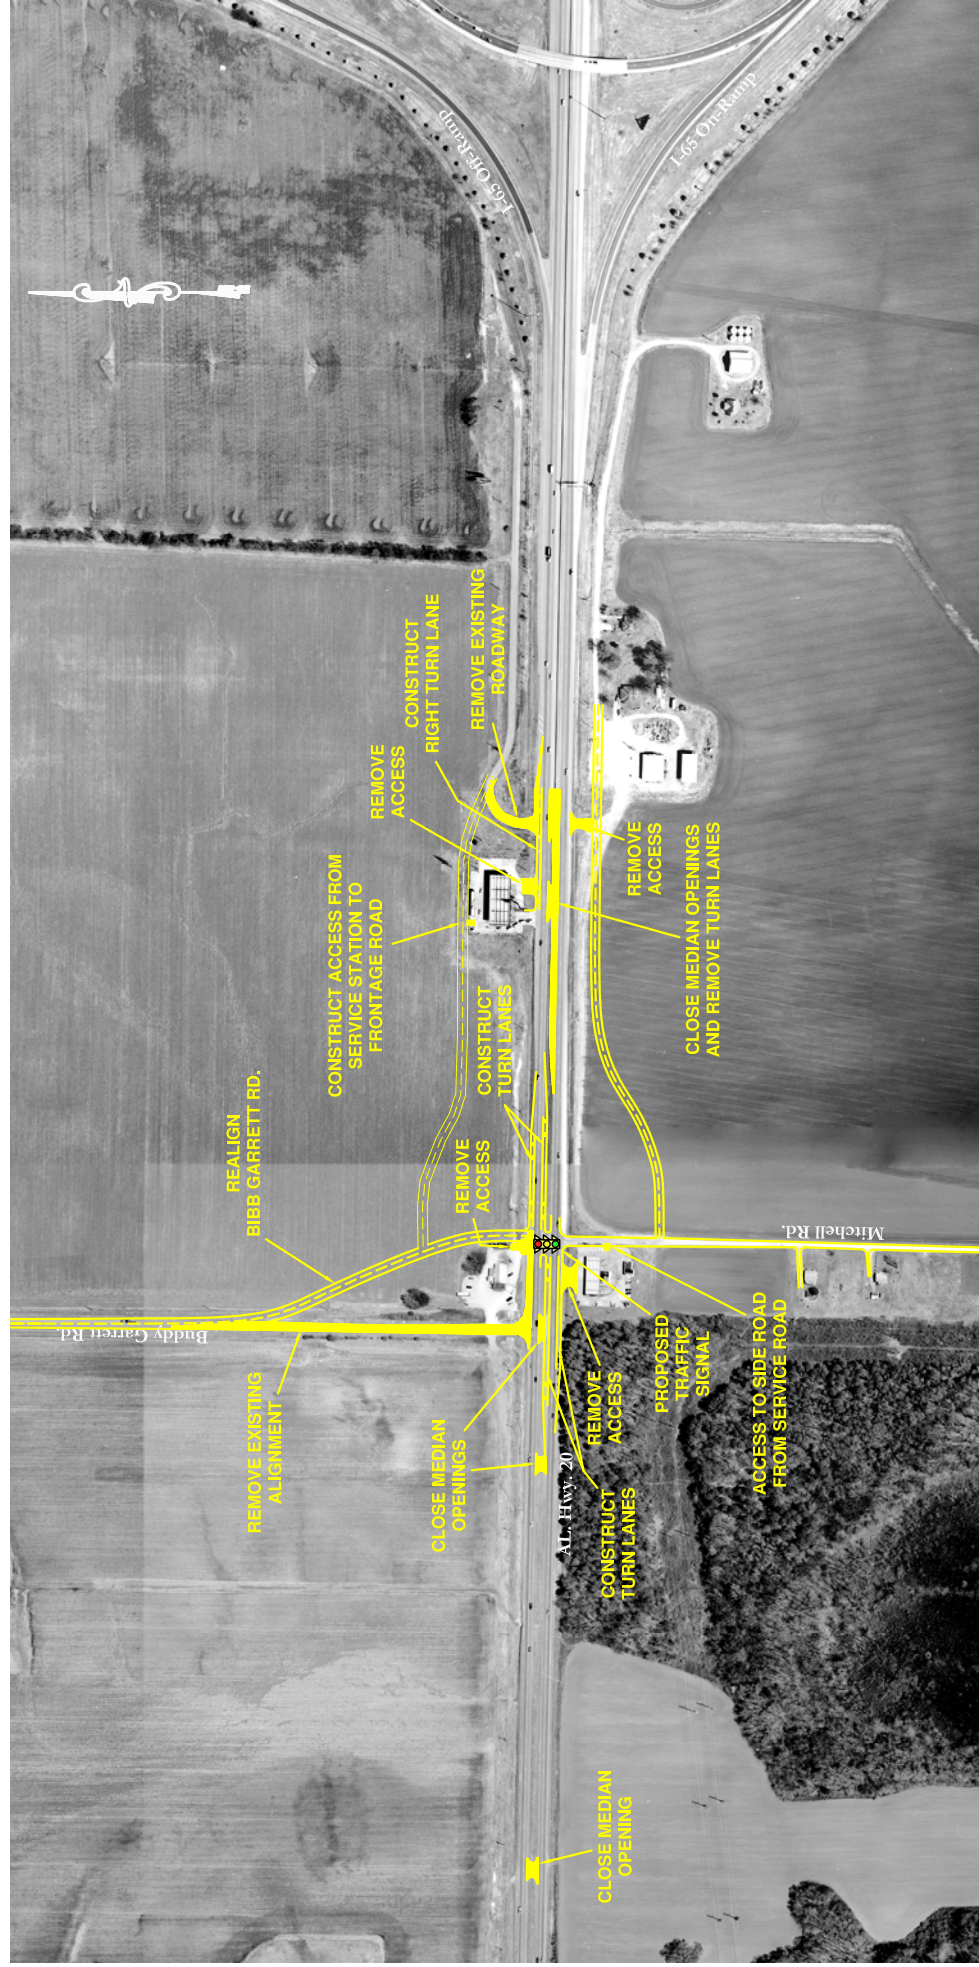 I-65 Off-Ramp
I-65 On-Ramp
CONSTRUCT
RIGHT TURN LANE
REMOVE EXISTING
ROADWAY
REMOVE
ACCESS
CONSTRUCT ACCESS FROM
SERVICE STATION TO
FRONTAGE ROAD
REMOVE
ACCESS
CLOSE MEDIAN OPENINGS
AND REMOVE TURN LANES
CONSTRUCT
TURN LANES
REALIGN
BIBB GARRETT RD.
REMOVE
ACCESS
Mitchell Rd.
Buddy Garrett Rd.
REMOVE EXISTING
ALIGNMENT
CLOSE MEDIAN
OPENINGS
REMOVE
ACCESS
PROPOSED
TRAFFIC
SIGNAL
ACCESS TO SIDE ROAD
FROM SERVICE ROAD
AL. Hwy. 20
CONSTRUCT
TURN LANES
CLOSE MEDIAN
OPENING